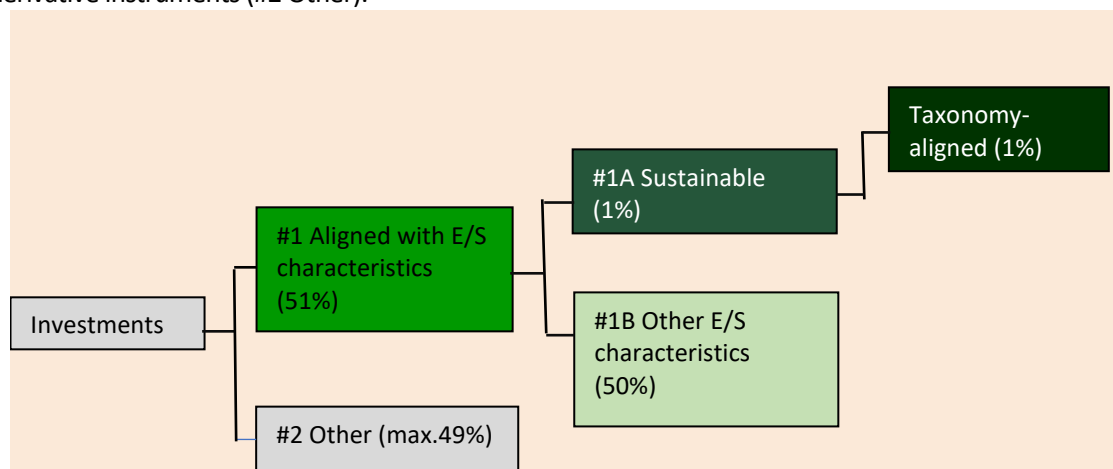 derivative instruments (#2 Other).
Taxonomy-
aligned (1%)
#1A Sustainable
(1%)
#1 Aligned with E/S
characteristics
(51%)
Investments
#1B Other E/S
characteristics
(50%)
#2 Other (max.49%)